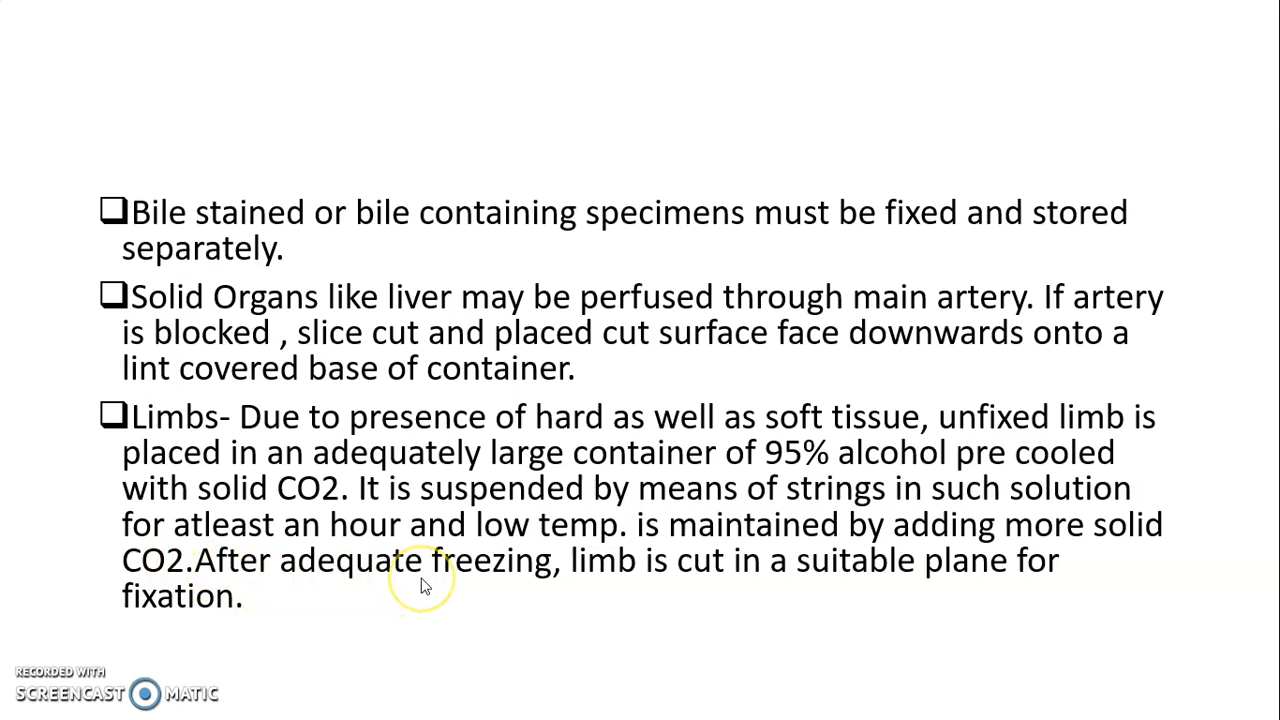 ❑Bile stained or bile containing specimens must be fixed and stored
separately.
❑Solid Organs like liver may be perfused through main artery. If artery
is blocked , slice cut and placed cut surface face downwards onto a
lint covered base of container.
❑Limbs- Due to presence of hard as well as soft tissue, unfixed limb is
placed in an adequately large container of 95% alcohol pre cooled
with solid CO2. It is suspended by means of strings in such solution
for atleast an hour and low temp. is maintained by adding more solid
CO2.After adequate freezing, limb is cut in a suitable plane for
fixation.
RECORDED WITH
SCREENCAST MATIC